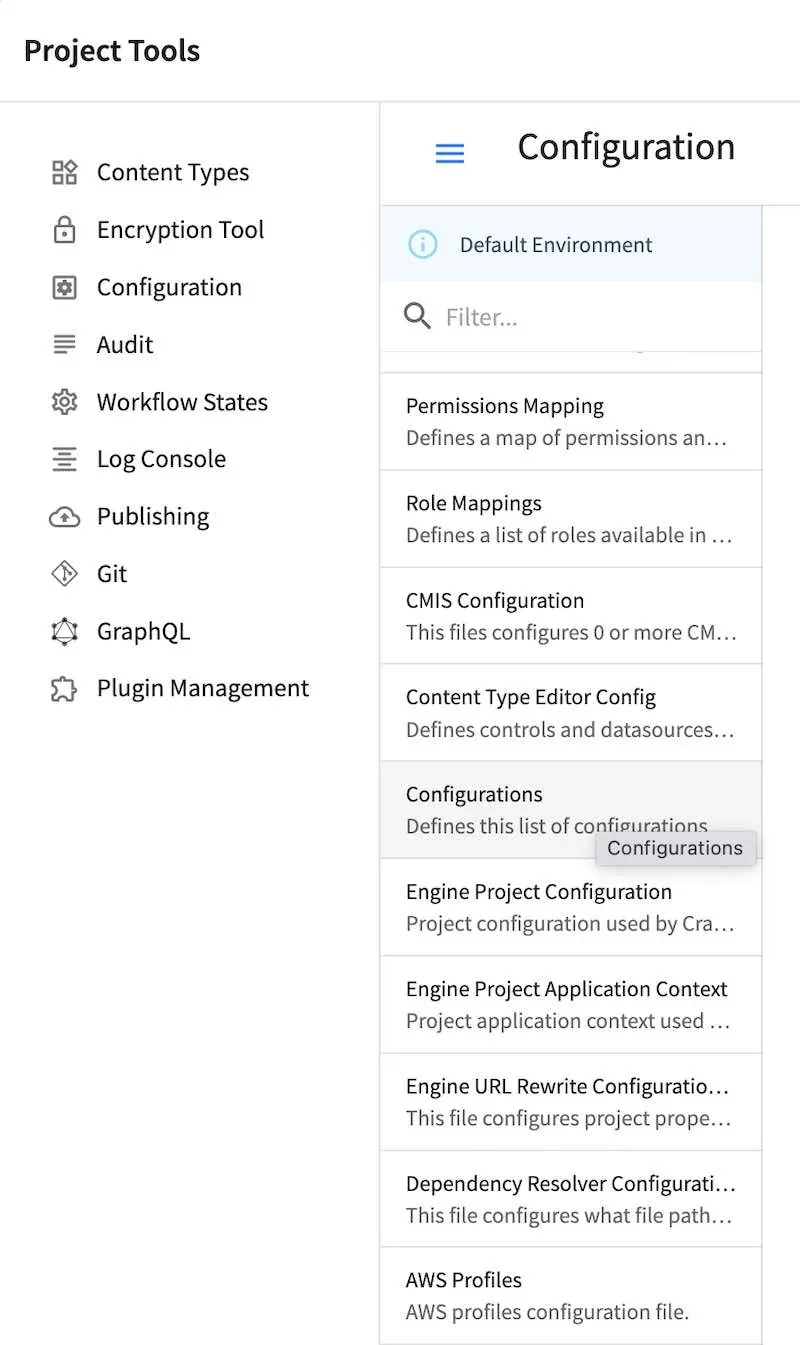 Project Tools
Content Types
Encryption Tool
Configuration
Audit
Workflow States
Log Console
Publishing
Git
GraphQL
Plugin Management
Configuration
Default Environment
Filter...
Permissions Mapping
Defines a map of permissions an...
Role Mappings
Defines a list of roles available in ...
CMIS Configuration
This files configures 0 or more CM...
Content Type Editor Config
Defines controls and datasources...
Configurations
Defines this list of configurations
Configurations
Engine Project Configuration
Project configuration used by Cra...
Engine Project Application Context
Project application context used ...
Engine URL Rewrite Configuratio...
This file configures project prope...
Dependency Resolver Configurati...
This file configures what file path...
AWS Profiles
AWS profiles configuration file.